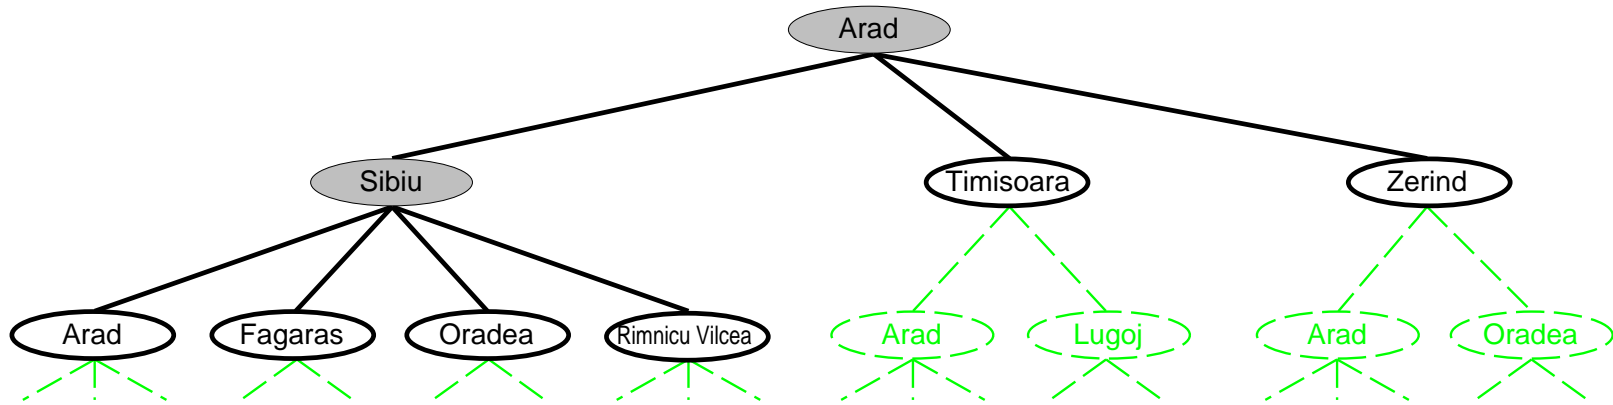 Arad
Sibiu
Timisoara
Zerind
Arad
Fagaras
Oradea
Rimnicu Vilcea
Arad
Lugoj
Arad
Oradea